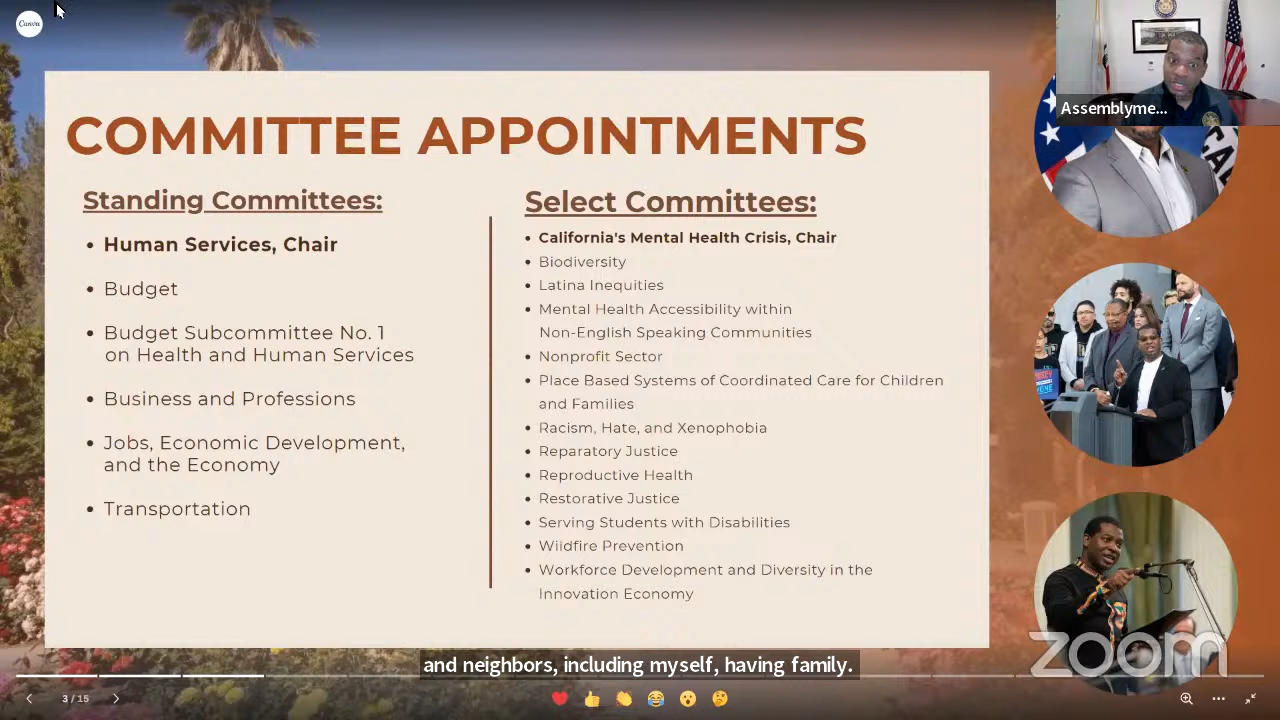 Canva
Assemblyme...
COMMITTEE APPOINTMENTS
Standing Committees:
• Human Services, Chair
• Budget
• Budget Subcommittee No. 1
on Health and Human Services
• Business and Professions
• Jobs, Economic Development,
and the Economy
• Transportation
Select Committees:
• California's Mental Health Crisis, Chair
• Biodiversity
• Latina Inequities
• Mental Health Accessibility within
Non-English Speaking Communities
• Nonprofit Sector
• Place Based Systems of Coordinated Care for Children
and Families
• Racism, Hate, and Xenophobia
• Reparatory Justice
• Reproductive Health
• Restorative Justice
• Serving Students with Disabilities
• Wildfire Prevention
• Workforce Development and Diversity in the
Innovation Economy
CAL
zoom
and neighbors, including myself, having family.
3 / 15